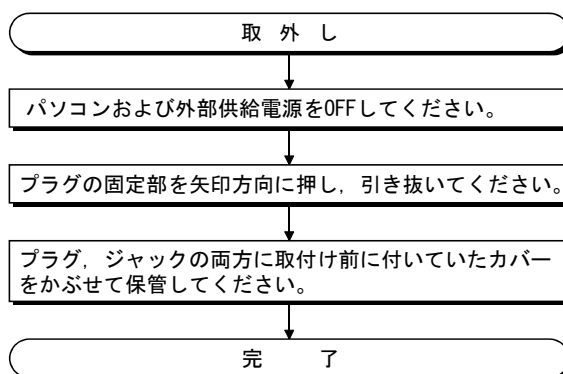 取 外 し
パソコンおよび外部供給電源をOFFしてください。
プラグの固定部を矢印方向に押し，引き抜いてください。
プラグ，ジャックの両方に取付け前に付いていたカバー
をかぶせて保管してください。
完 了